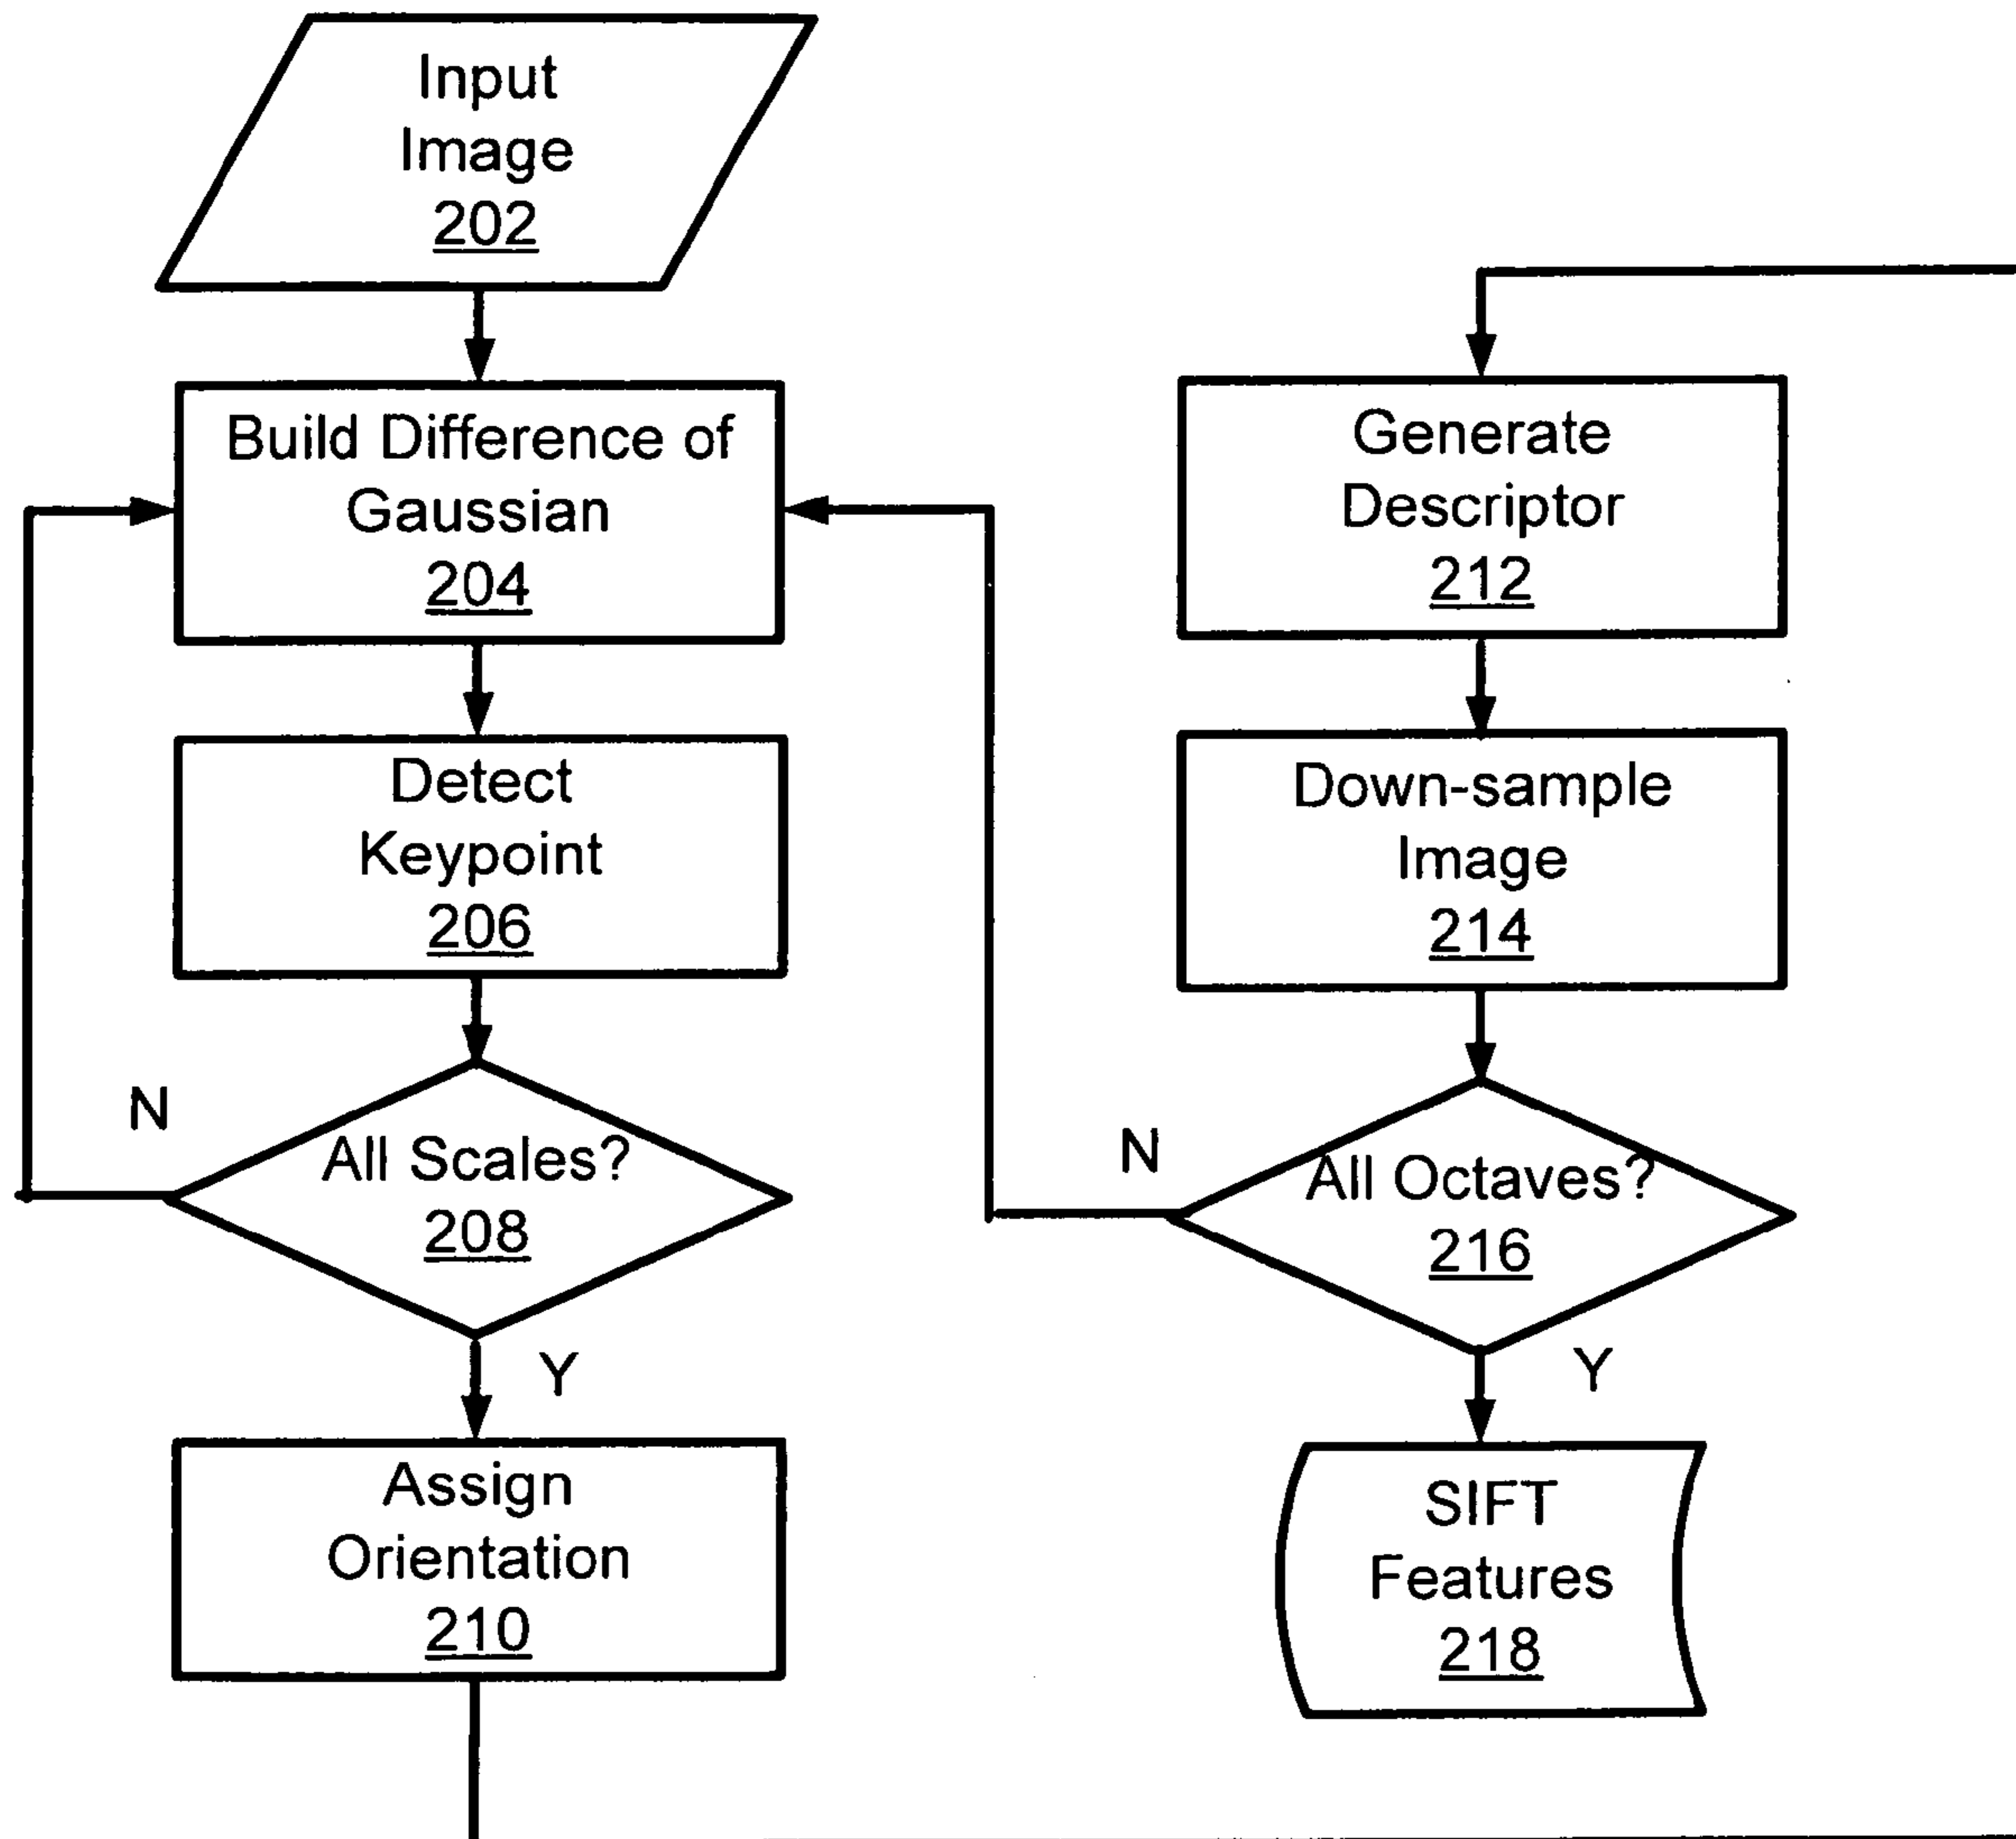 Input
Image
202
Build Difference of
Gaussian
204
Detect
Keypoint
206
N
All Scales?
208
Y
Assign
Orientation
210
Generate
Descriptor
212
Down-sample
Image
214
N
All Octaves?
216
Y
SIFT
Features
218